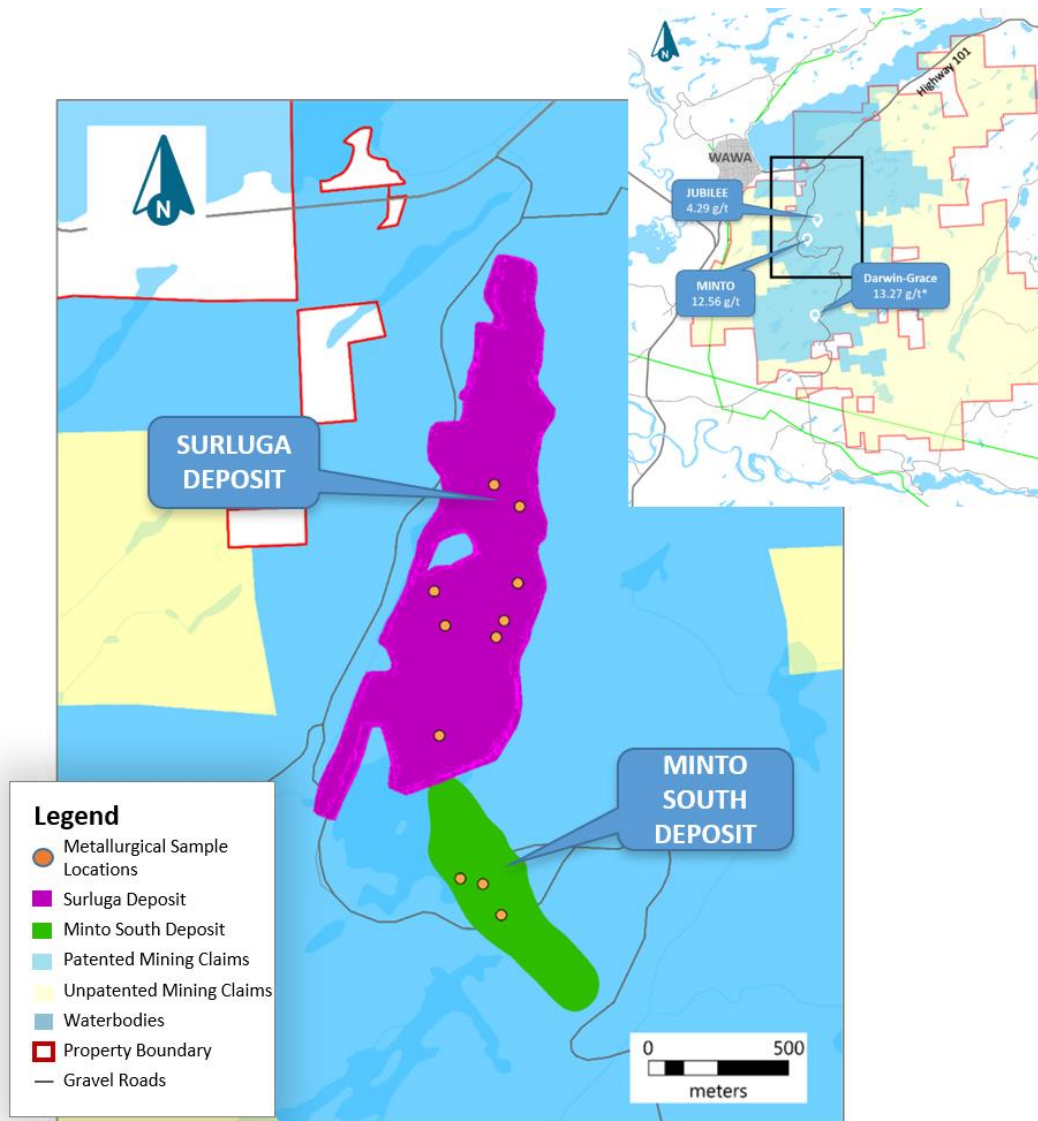 N
Highway 101
WAWA
JUBILEE
4.29 g/t
MINTO
12.56 g/t
Darwin-Grace
13.27 g/t*
N
SURLUGA
DEPOSIT
MINTO
SOUTH
DEPOSIT
Legend
Metallurgical Sample
Locations
Surluga Deposit
Minto South Deposit
Patented Mining Claims
Unpatented Mining Claims
Waterbodies
Property Boundary
Gravel Roads
0 500
meters